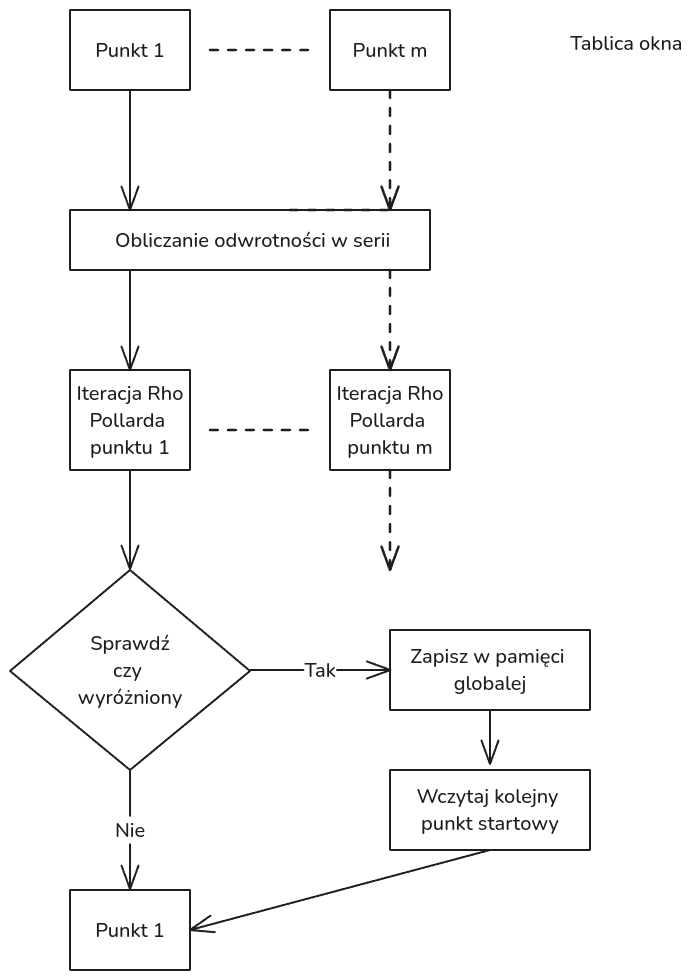 Punkt 1
Punkt m
Tablica okna
Obliczanie odwrotności w serii
Iteracja Rho
Pollarda
punktu 1
Iteracja Rho
Pollarda
punktu m
Sprawdź
czy
wyróżniony
Tak
Zapisz w pamięci
globalej
Wczytaj kolejny
punkt startowy
Nie
Punkt 1